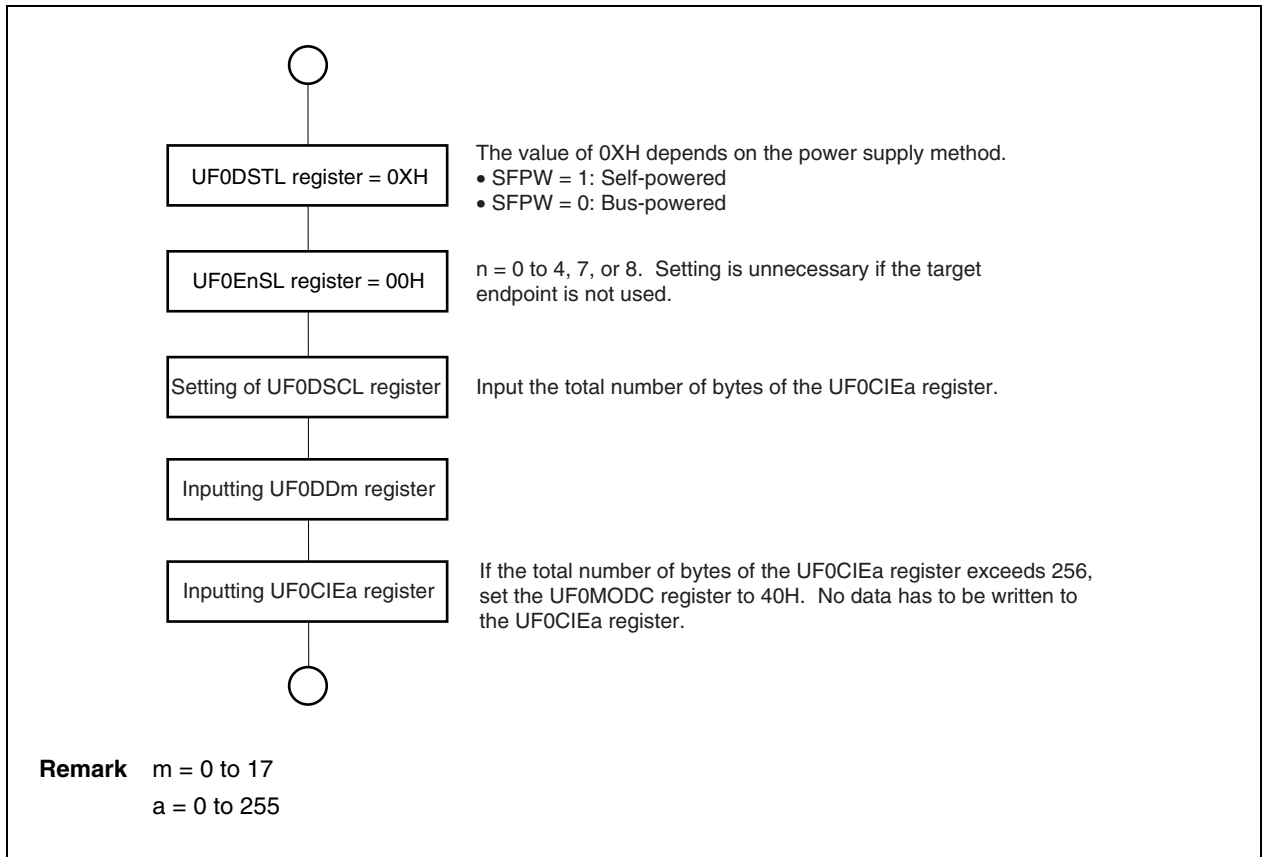 UF0DSTL register = 0XH
The value of 0XH depends on the power supply method.
• SFPW = 1: Self-powered
• SFPW = 0: Bus-powered
UF0EnSL register = 00H
n = 0 to 4, 7, or 8. Setting is unnecessary if the target
endpoint is not used.
Setting of UF0DSCL register
Input the total number of bytes of the UF0CIEa register.
Inputting UF0DDm register
Inputting UF0CIEa register
If the total number of bytes of the UF0CIEa register exceeds 256,
set the UF0MODC register to 40H. No data has to be written to
the UF0CIEa register.
Remark m = 0 to 17
a = 0 to 255